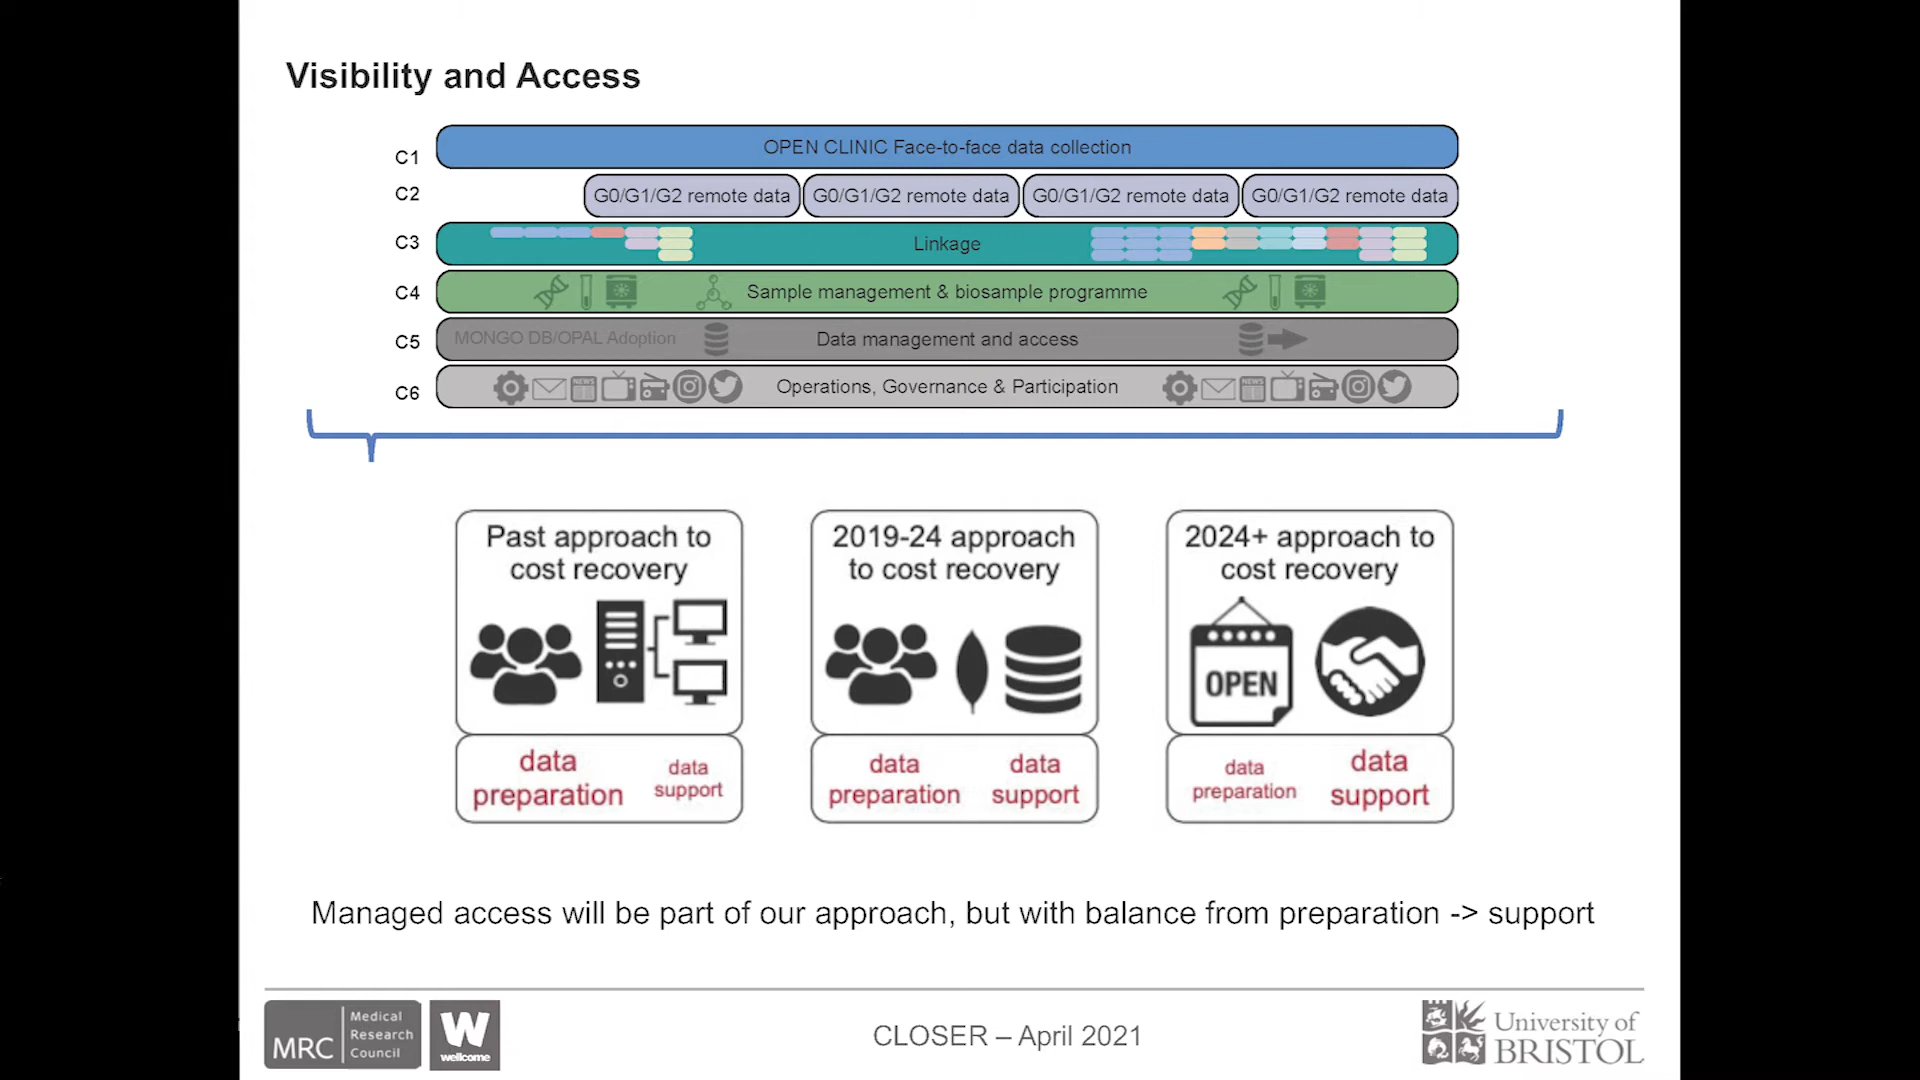 Visibility and Access
C1 OPEN CLINIC Face-to-face data collection
C2 G0/G1/G2 remote data G0/G1/G2 remote data G0/G1/G2 remote data G0/G1/G2 remote data
C3 Linkage
C4 Sample management & biosample programme
C5 MONGO DB/OPAL Adoption Data management and access
C6 NEWS Operations, Governance & Participation NEWS
Past approach to
cost recovery
data
preparation
data
support
2019-24 approach
to cost recovery
data
preparation
data
support
2024+ approach to
cost recovery
OPEN
data
preparation
data
support
Managed access will be part of our approach, but with balance from preparation -> support
MRC
Medical
Research
Council
W
wellcome
CLOSER – April 2021
University of
BRISTOL